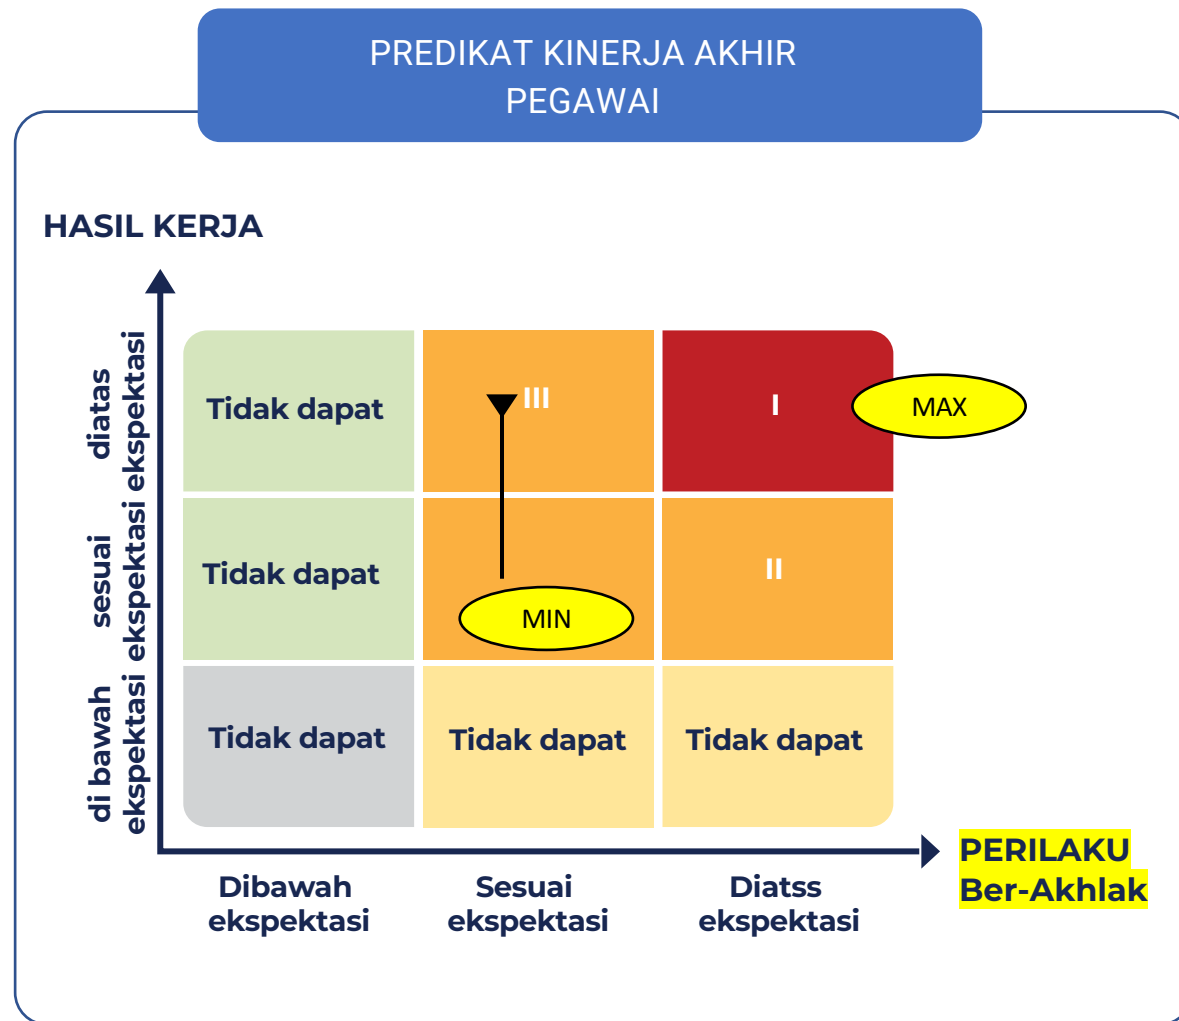 PREDIKAT KINERJA AKHIR
PEGAWAI
HASIL KERJA
diatas
ekspektasi
Tidak dapat
III
I
MAX
sesuai
ekspektasi
Tidak dapat
MIN
II
di bawah
ekspektasi
Tidak dapat
Tidak dapat
Tidak dapat
PERILAKU
Ber-Akhlak
Dibawah
ekspektasi
Sesuai
ekspektasi
Diatss
ekspektasi